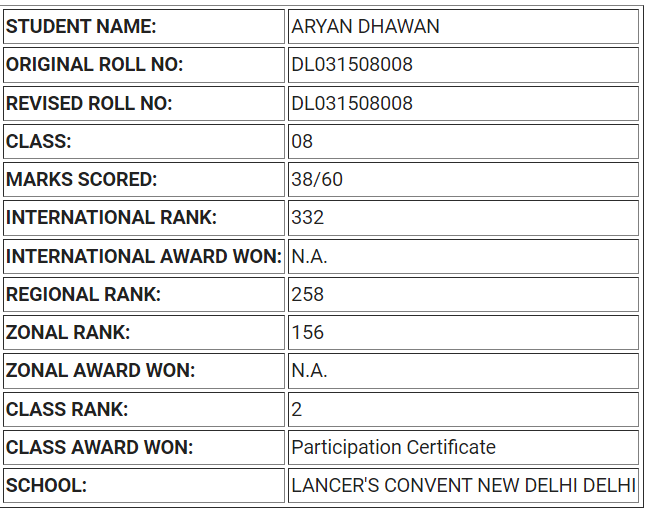 STUDENT NAME: ARYAN DHAWAN
ORIGINAL ROLL NO: DL031508008
REVISED ROLL NO: DL031508008
CLASS: 08
MARKS SCORED: 38/60
INTERNATIONAL RANK: 332
INTERNATIONAL AWARD WON: N.A.
REGIONAL RANK: 258
ZONAL RANK: 156
ZONAL AWARD WON: N.A.
CLASS RANK: 2
CLASS AWARD WON: Participation Certificate
SCHOOL: LANCER'S CONVENT NEW DELHI DELHI